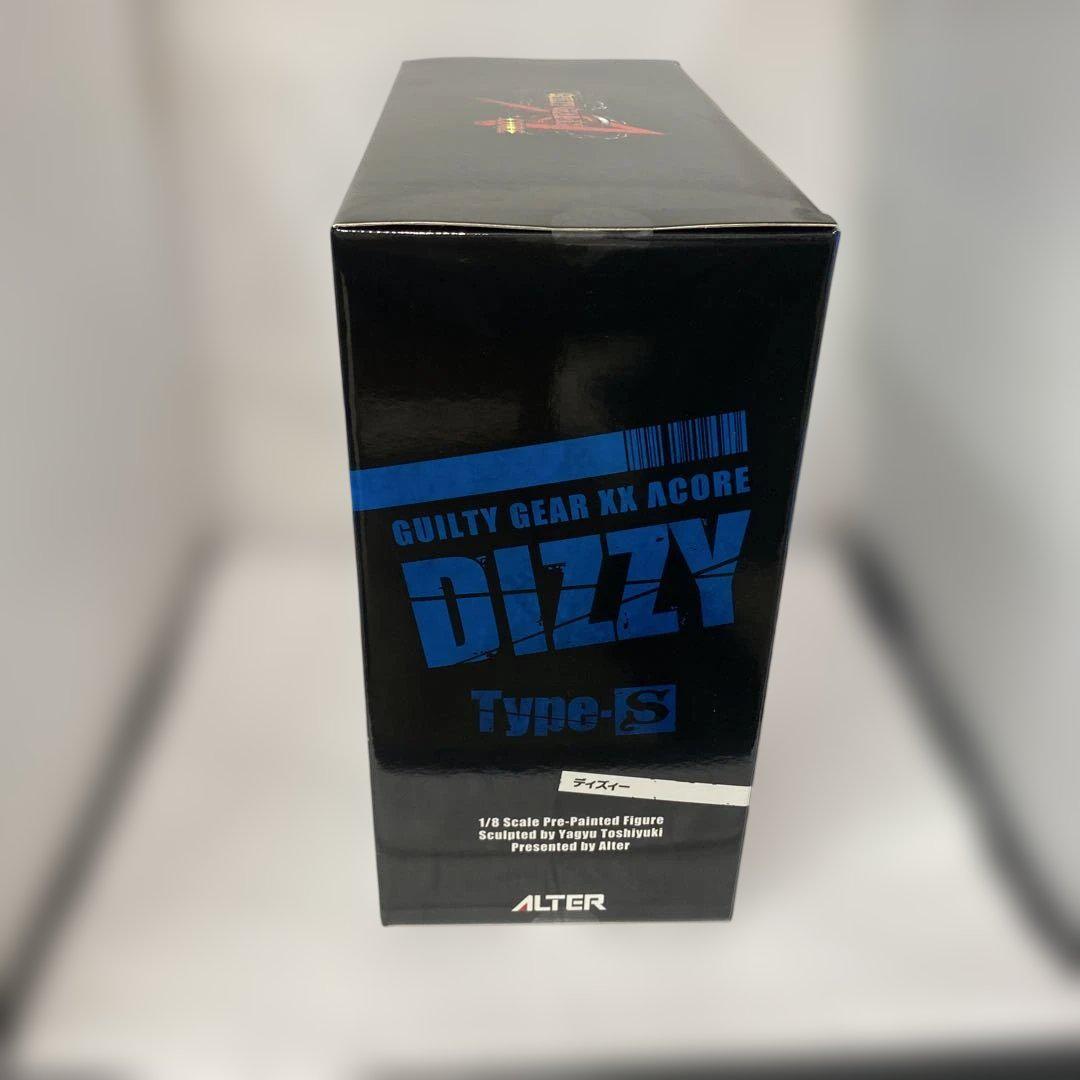 GUILTY GEAR XX ΛCORE
DIZZY
Type-S
ディズィー
1/8 Scale Pre-Painted Figure
Sculpted by Yagyu Toshiyuki
Presented by Alter
ALTER